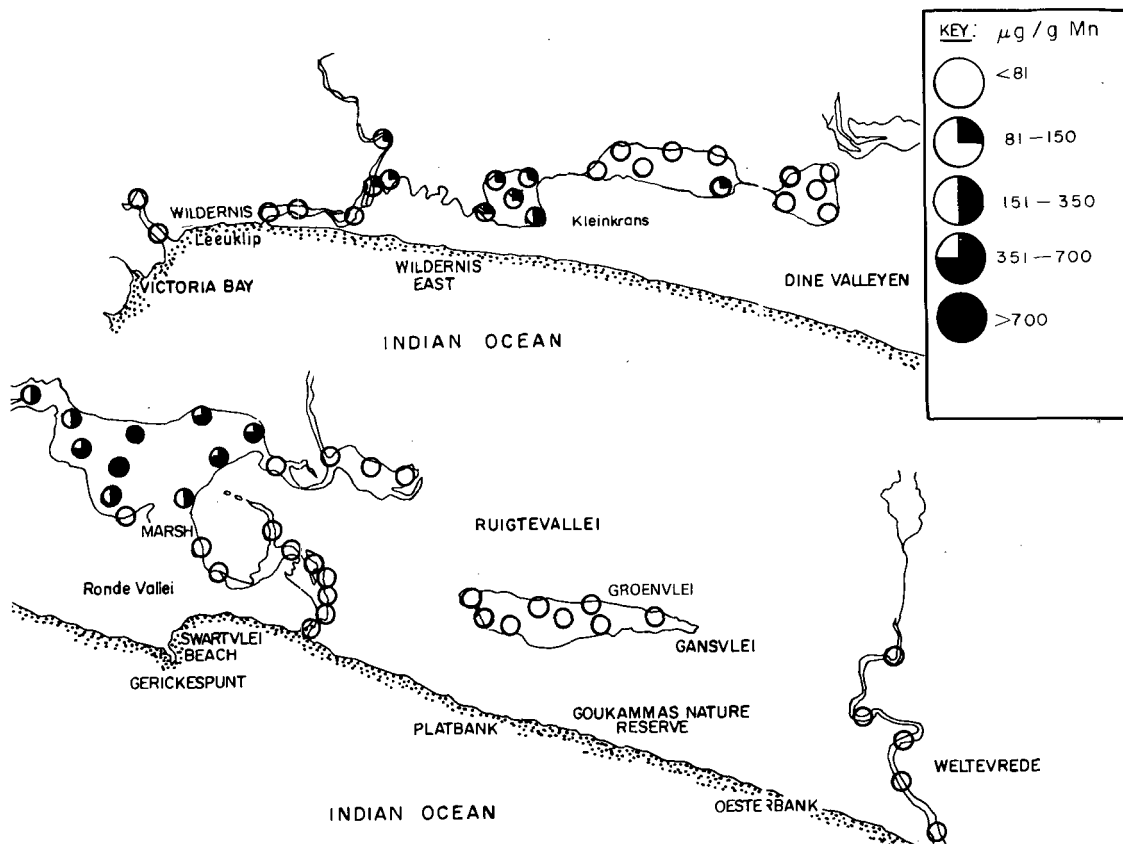 KEY: µg/g Mn
<81
81–150
151–350
351–700
>700
WILDERNIS
Leeuklip
VICTORIA BAY
WILDERNIS
EAST
Kleinkrans
DINE VALLEYEN
INDIAN OCEAN
MARSH
RUIGTEVALLEI
Ronde Vallei
GROENVLEI
GANSVLEI
SWARTVLEI
BEACH
GERICKESPUNT
PLATBANK
GOUKAMMAS NATURE
RESERVE
WELTEVREDE
OESTERBANK
INDIAN OCEAN